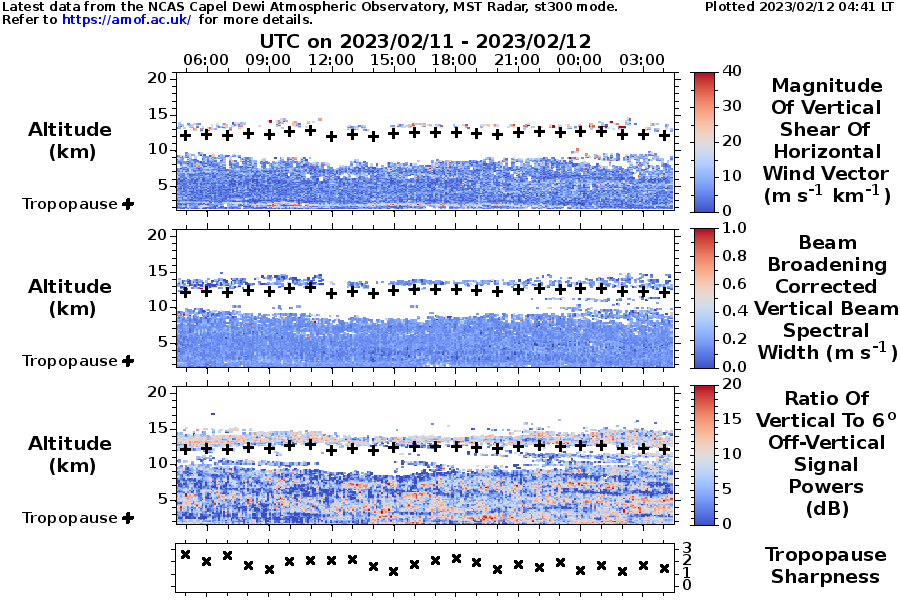 Latest data from the NCAS Capel Dewi Atmospheric Observatory, MST Radar, st300 mode.
Plotted 2023/02/12 04:41 LT
Refer to https://amof.ac.uk/ for more details.
UTC on 2023/02/11 - 2023/02/12
06:00 09:00 12:00 15:00 18:00 21:00 00:00 03:00
20
15
10
5
Altitude
(km)
Tropopause
40
30
20
10
0
Magnitude
Of Vertical
Shear Of
Horizontal
Wind Vector
(m s-1 km-1)
20
15
10
5
Altitude
(km)
Tropopause
1.0
0.8
0.6
0.4
0.2
0.0
Beam
Broadening
Corrected
Vertical Beam
Spectral
Width (m s-1)
20
15
10
5
Altitude
(km)
Tropopause
20
15
10
5
0
Ratio Of
Vertical To 6o
Off-Vertical
Signal
Powers
(dB)
3
2
1
0
Tropopause
Sharpness